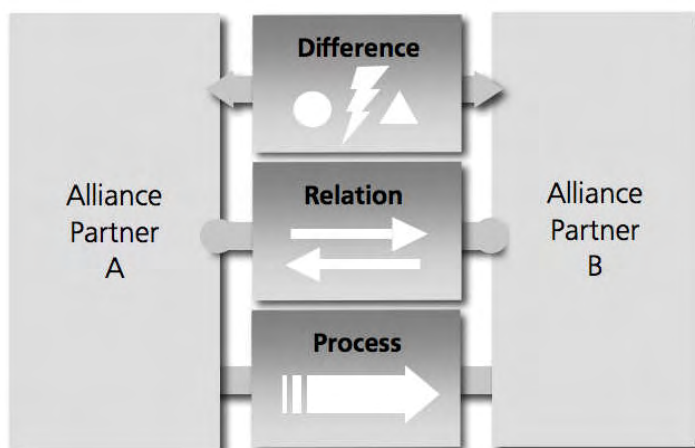 Difference
Alliance
Partner
A
Relation
Alliance
Partner
B
Process